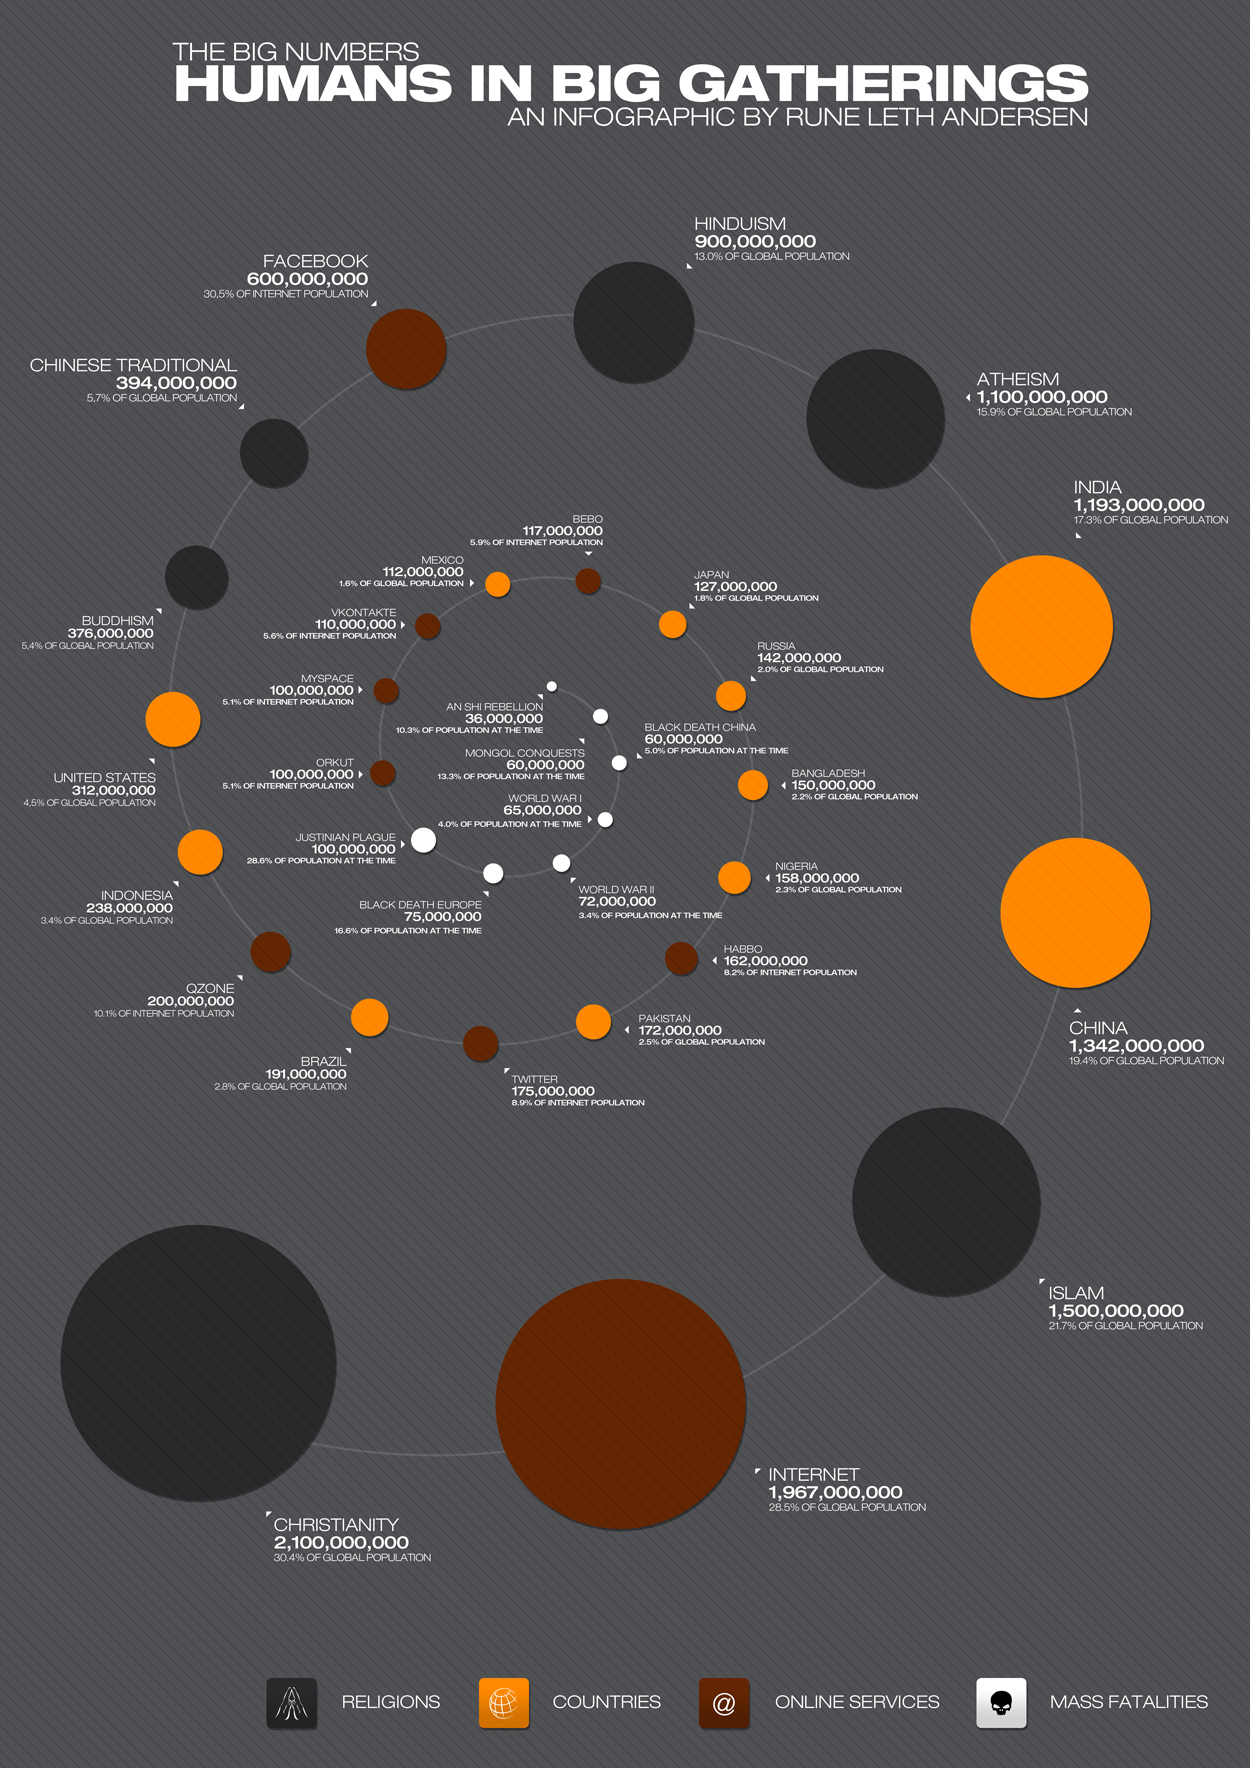 THE BIG NUMBERS
HUMANS IN BIG GATHERINGS
AN INFOGRAPHIC BY RUNE LETH ANDERSEN
HINDUISM
900,000,000
13.0% OF GLOBAL POPULATION
FACEBOOK
600,000,000
30,5% OF INTERNET POPULATION
CHINESE TRADITIONAL
394,000,000
5,7% OF GLOBAL POPULATION
ATHEISM
1,100,000,000
15.9% OF GLOBAL POPULATION
INDIA
1,193,000,000
17.3% OF GLOBAL POPULATION
BEBO
117,000,000
5.9% OF INTERNET POPULATION
MEXICO
112,000,000
1.6% OF GLOBAL POPULATION
JAPAN
127,000,000
1.8% OF GLOBAL POPULATION
VKONTAKTE
110,000,000
5.6% OF INTERNET POPULATION
BUDDHISM
376,000,000
5,4% OF GLOBAL POPULATION
RUSSIA
142,000,000
2.0% OF GLOBAL POPULATION
MYSPACE
100,000,000
5.1% OF INTERNET POPULATION
AN SHI REBELLION
36,000,000
10.3% OF POPULATION AT THE TIME
BLACK DEATH CHINA
60,000,000
5.0% OF POPULATION AT THE TIME
MONGOL CONQUESTS
60,000,000
13.3% OF POPULATION AT THE TIME
ORKUT
100,000,000
5.1% OF INTERNET POPULATION
UNITED STATES
312,000,000
4,5% OF GLOBAL POPULATION
BANGLADESH
150,000,000
2.2% OF GLOBAL POPULATION
WORLD WAR I
65,000,000
4.0% OF POPULATION AT THE TIME
JUSTINIAN PLAGUE
100,000,000
28.6% OF POPULATION AT THE TIME
NIGERIA
158,000,000
2.3% OF GLOBAL POPULATION
WORLD WAR II
72,000,000
3.4% OF POPULATION AT THE TIME
INDONESIA
238,000,000
3.4% OF GLOBAL POPULATION
BLACK DEATH EUROPE
75,000,000
16.6% OF POPULATION AT THE TIME
HABBO
162,000,000
8.2% OF INTERNET POPULATION
QZONE
200,000,000
10.1% OF INTERNET POPULATION
PAKISTAN
172,000,000
2.5% OF GLOBAL POPULATION
CHINA
1,342,000,000
19.4% OF GLOBAL POPULATION
BRAZIL
191,000,000
2.8% OF GLOBAL POPULATION
TWITTER
175,000,000
8.9% OF INTERNET POPULATION
ISLAM
1,500,000,000
21.7% OF GLOBAL POPULATION
INTERNET
1,967,000,000
28.5% OF GLOBAL POPULATION
CHRISTIANITY
2,100,000,000
30.4% OF GLOBAL POPULATION
RELIGIONS
COUNTRIES
@
ONLINE SERVICES
MASS FATALITIES